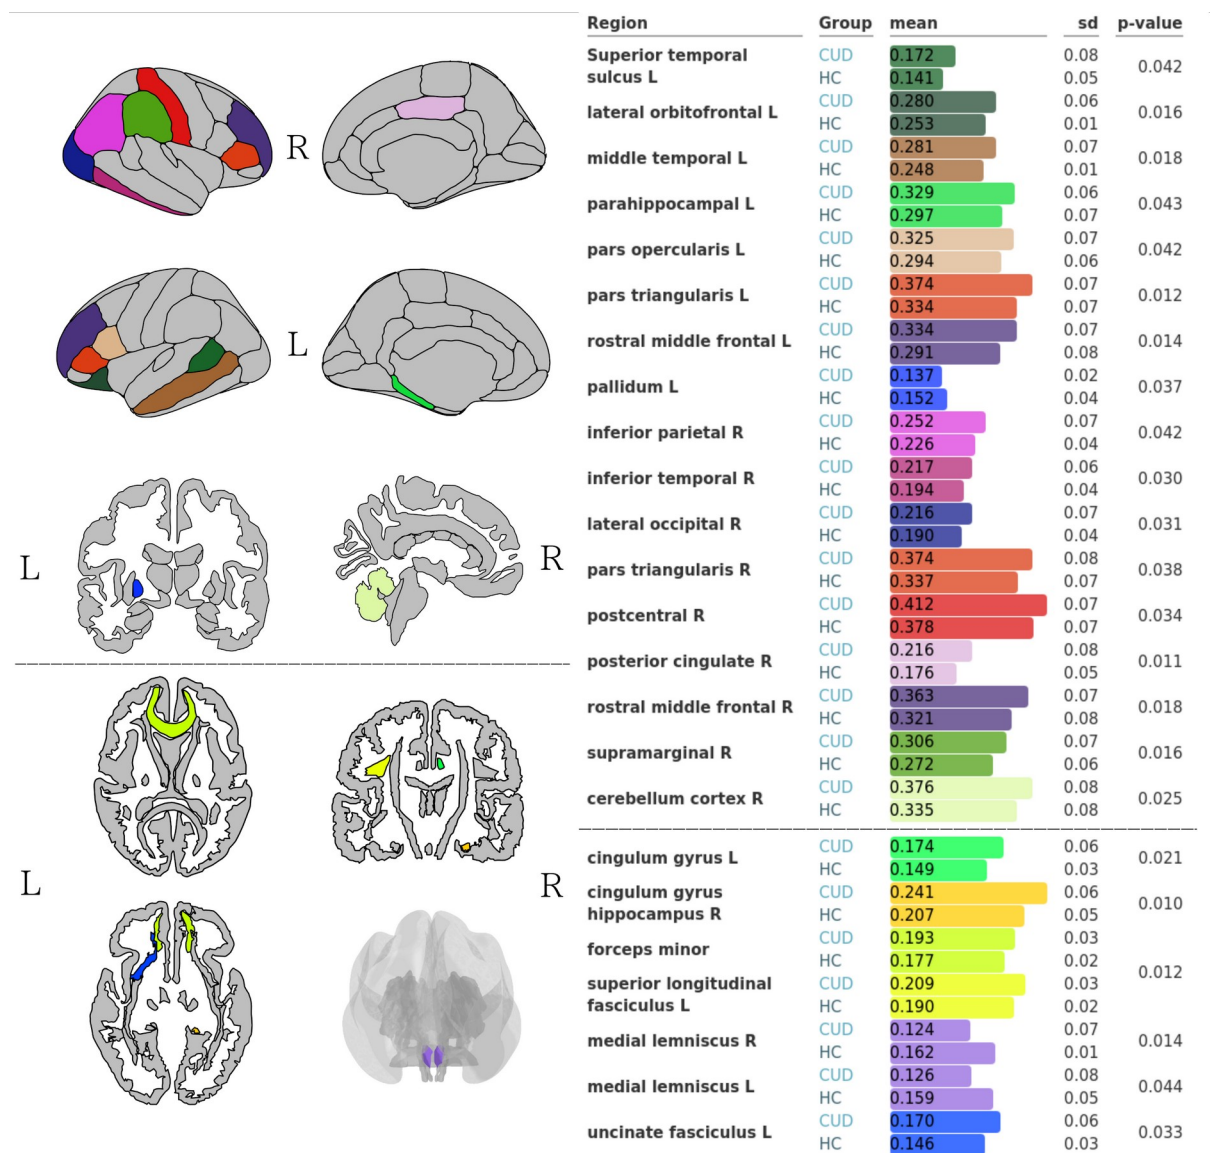 Region Group mean sd p-value
Superior temporal sulcus L CUD 0.172 0.08 0.042
HC 0.141 0.05
lateral orbitofrontal L CUD 0.280 0.06 0.016
HC 0.253 0.01
middle temporal L CUD 0.281 0.07 0.018
HC 0.248 0.01
parahippocampal L CUD 0.329 0.06 0.043
HC 0.297 0.07
pars opercularis L CUD 0.325 0.07 0.042
HC 0.294 0.06
pars triangularis L CUD 0.374 0.07 0.012
HC 0.334 0.07
rostral middle frontal L CUD 0.334 0.07 0.014
HC 0.291 0.08
pallidum L CUD 0.137 0.02 0.037
HC 0.152 0.04
inferior parietal R CUD 0.252 0.07 0.042
HC 0.226 0.04
inferior temporal R CUD 0.217 0.06 0.030
HC 0.194 0.04
lateral occipital R CUD 0.216 0.07 0.031
HC 0.190 0.04
pars triangularis R CUD 0.374 0.08 0.038
HC 0.337 0.07
postcentral R CUD 0.412 0.07 0.034
HC 0.378 0.07
posterior cingulate R CUD 0.216 0.08 0.011
HC 0.176 0.05
rostral middle frontal R CUD 0.363 0.07 0.018
HC 0.321 0.08
supramarginal R CUD 0.306 0.07 0.016
HC 0.272 0.06
cerebellum cortex R CUD 0.376 0.08 0.025
HC 0.335 0.08
cingulum gyrus L CUD 0.174 0.06 0.021
HC 0.149 0.03
cingulum gyrus hippocampus R CUD 0.241 0.06 0.010
HC 0.207 0.05
forceps minor CUD 0.193 0.03
HC 0.177 0.02 0.012
superior longitudinal fasciculus L CUD 0.209 0.03
HC 0.190 0.02
medial lemniscus R CUD 0.124 0.07 0.014
HC 0.162 0.01
medial lemniscus L CUD 0.126 0.08 0.044
HC 0.159 0.05
uncinate fasciculus L CUD 0.170 0.06 0.033
HC 0.146 0.03
R
L
L
R
L
R